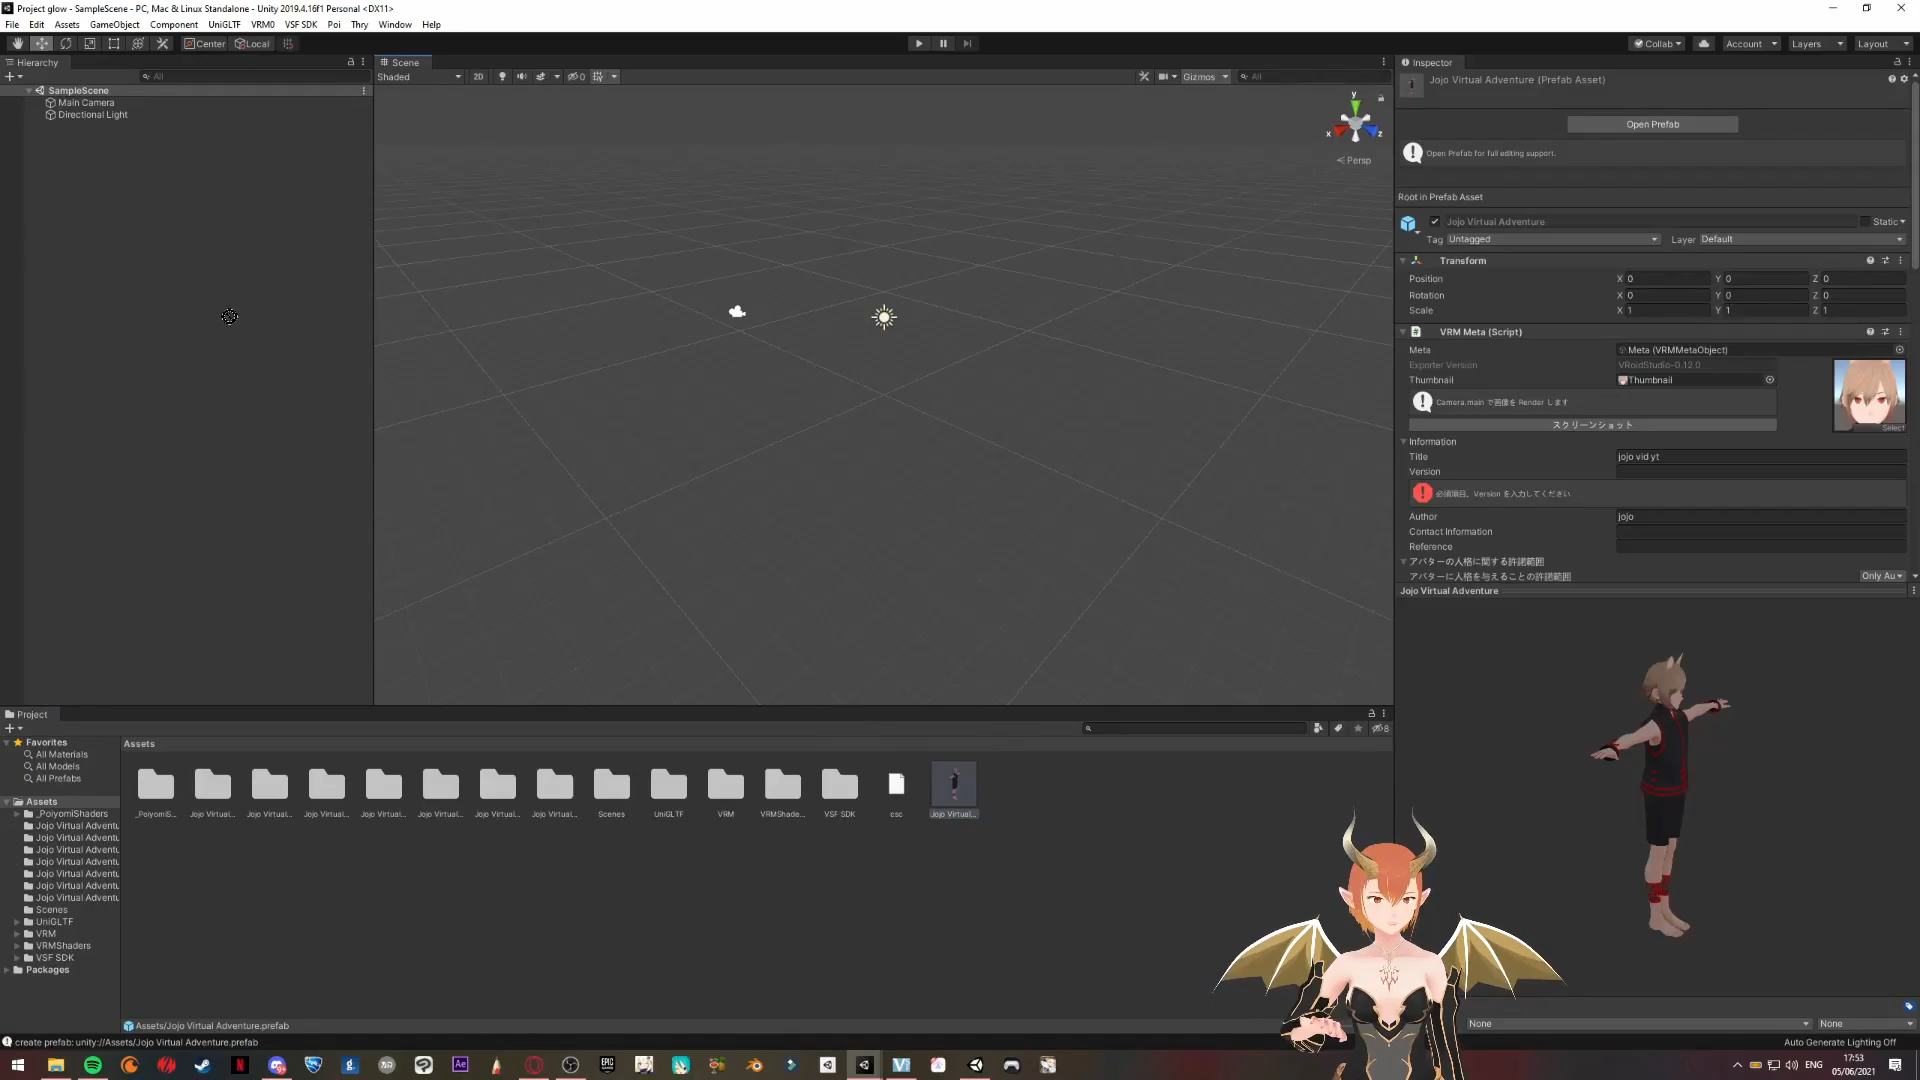 Project glow - SampleScene - PC, Mac & Linux Standalone - Unity 2019.4.16f1 Personal <DX11>
File Edit Assets GameObject Component UniGLTF VRM0 VSF SDK Poi Thry Window Help
Center Local Collab Account Layers Layout
Hierarchy
All
SampleScene
Main Camera
Directional Light
Scene
Shaded 2D 0 Gizmos All
y
x z
Persp
Inspector
Jojo Virtual Adventure (Prefab Asset)
Open Prefab
Open Prefab for full editing support.
Root in Prefab Asset
Jojo Virtual Adventure Static
Tag Untagged Layer Default
Transform
Position X 0 Y 0 Z 0
Rotation X 0 Y 0 Z 0
Scale X 1 Y 1 Z 1
VRM Meta (Script)
Meta Meta (VRMMetaObject)
Exporter Version VRoidStudio-0.12.0
Thumbnail Thumbnail
Camera.main で画像を Render します
Select
スクリーンショット
Information
Title jojo vid yt
Version
必須項目。Version を入力してください
Author jojo
Contact Information
Reference
アバターの人格に関する許諾範囲
アバターに人格を与えることの許諾範囲 Only Au
Jojo Virtual Adventure
Project
8
Favorites
All Materials
All Models
All Prefabs
Assets
_PoiyomiShaders
Jojo Virtual Adventu
Jojo Virtual Adventu
Jojo Virtual Adventu
Jojo Virtual Adventu
Jojo Virtual Adventu
Jojo Virtual Adventu
Jojo Virtual Adventu
Scenes
UniGLTF
VRM
VRMShaders
VSF SDK
Packages
Assets
_PoiyomiS... Jojo Virtual... Jojo Virtual... Jojo Virtual... Jojo Virtual... Jojo Virtual... Jojo Virtual... Jojo Virtual... Scenes UniGLTF VRM VRMShade... VSF SDK csc Jojo Virtual...
Assets/Jojo Virtual Adventure.prefab
None None
create prefab: unity://Assets/Jojo Virtual Adventure.prefab
Auto Generate Lighting Off
ENG
17:53
05/06/2021